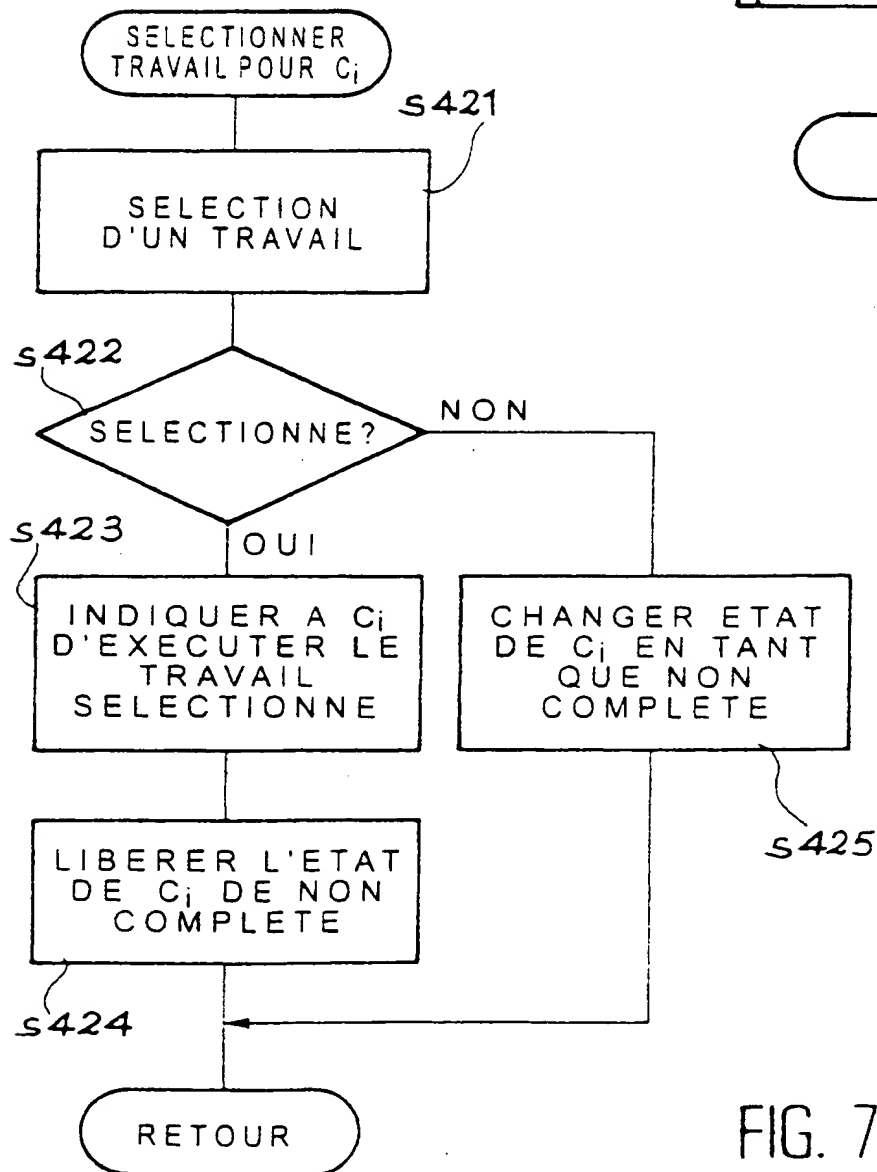 SELECTIONNER
TRAVAIL POUR Ci
s421
SELECTION
D'UN TRAVAIL
s422
SELECTIONNE?
NON
s423
OUI
INDIQUER A Ci
D'EXECUTER LE
TRAVAIL
SELECTIONNE
CHANGER ETAT
DE Ci EN TANT
QUE NON
COMPLETE
LIBERER L'ETAT
DE Ci DE NON
COMPLETE
s425
s424
RETOUR
FIG. 7